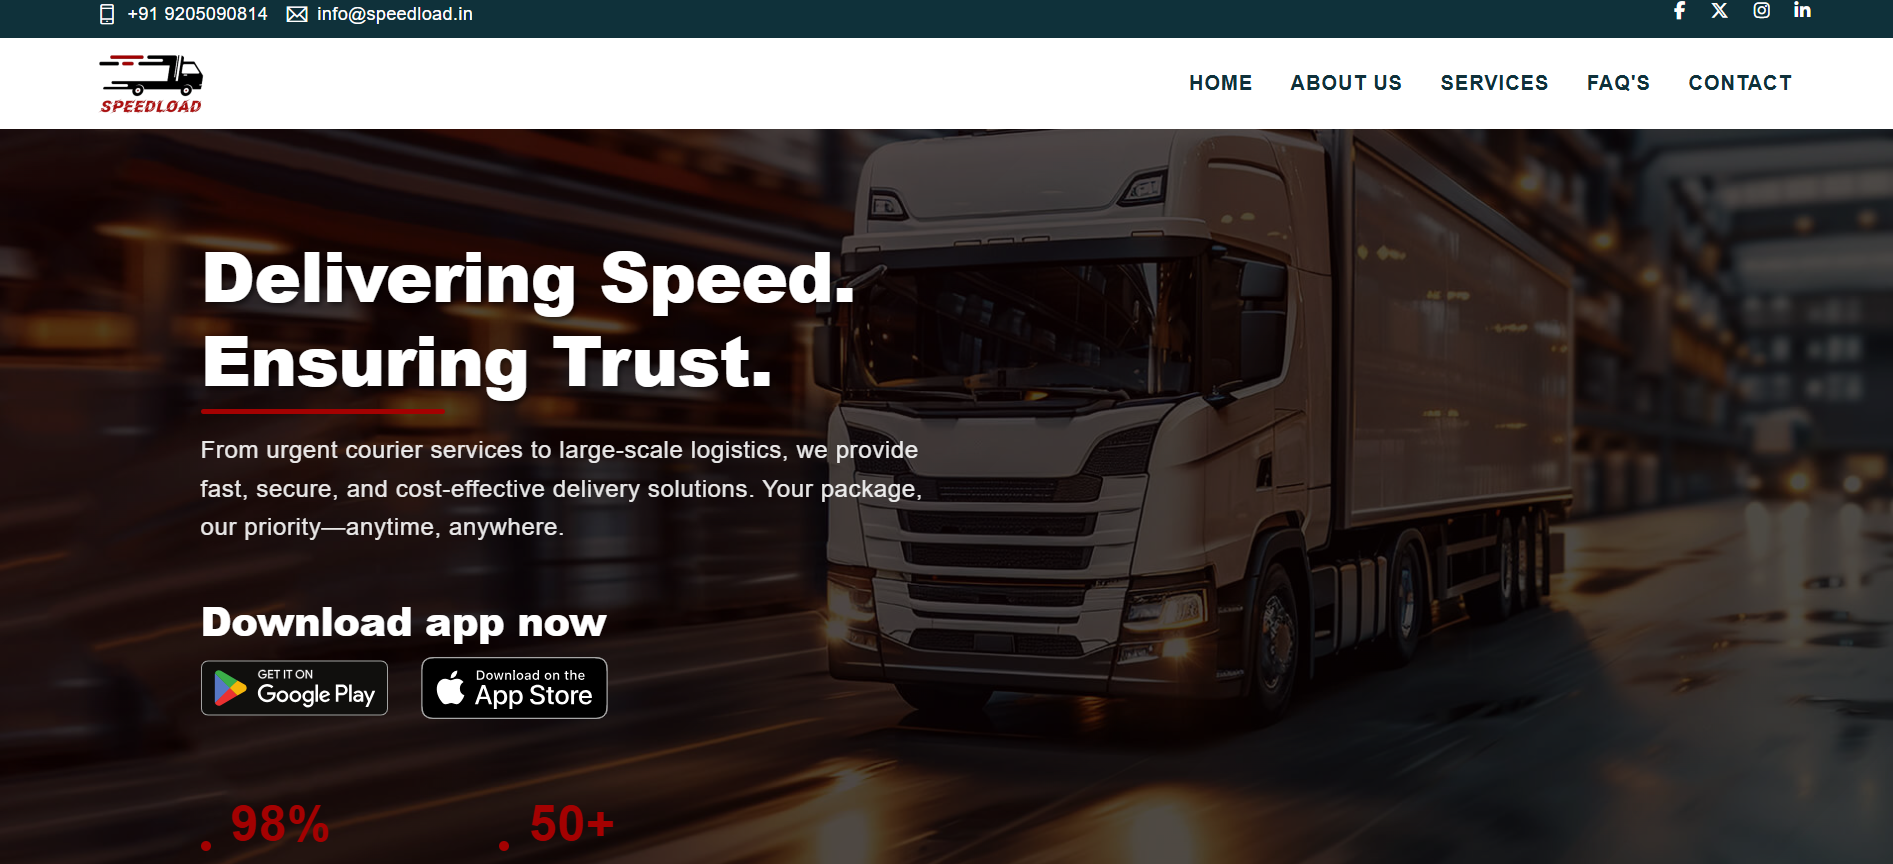 +91 9205090814 info@speedload.in
SPEEDLOAD
HOME ABOUT US SERVICES FAQ'S CONTACT
Delivering Speed.
Ensuring Trust.
From urgent courier services to large-scale logistics, we provide
fast, secure, and cost-effective delivery solutions. Your package,
our priority—anytime, anywhere.
Download app now
GET IT ON
Google Play
Download on the
App Store
98%
50+